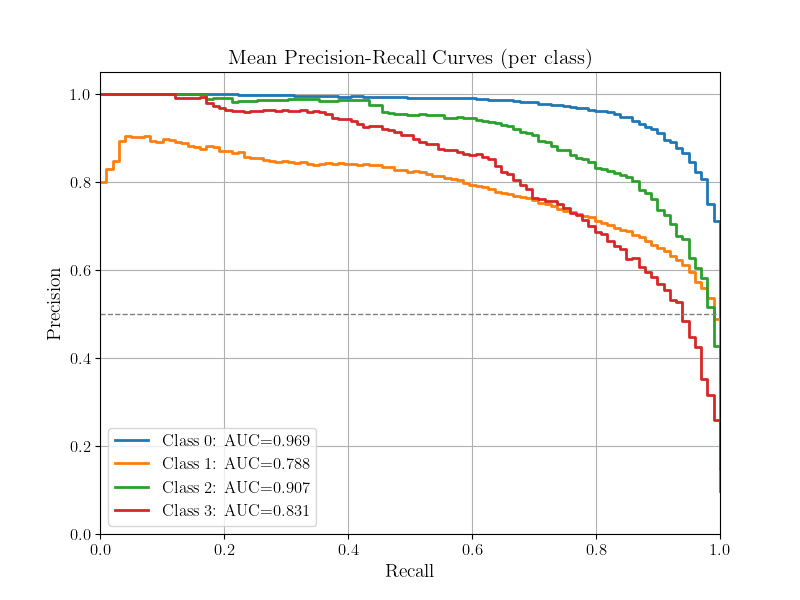 Mean Precision-Recall Curves (per class)
1.0
0.8
0.6
0.4
0.2
0.0
Precision
Class 0: AUC=0.969
Class 1: AUC=0.788
Class 2: AUC=0.907
Class 3: AUC=0.831
0.0 0.2 0.4 0.6 0.8 1.0
Recall